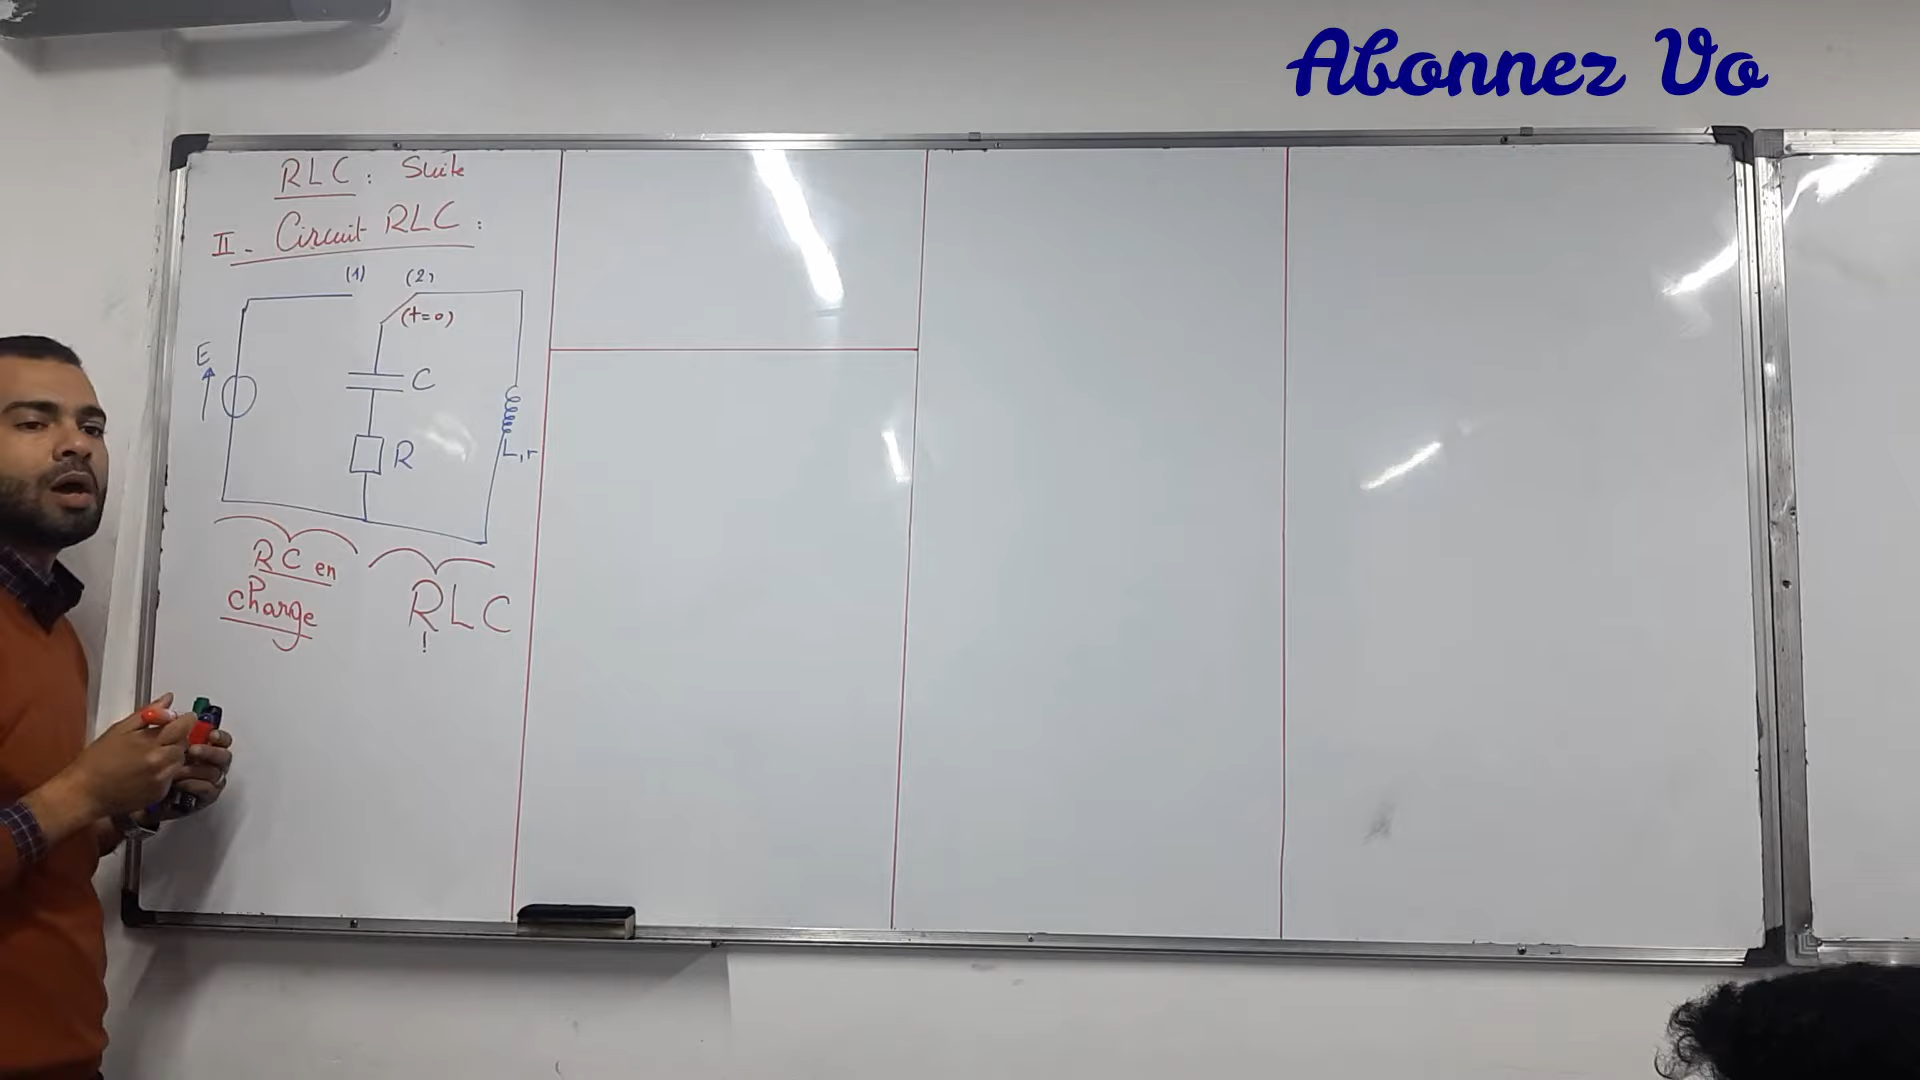 Abonnez Vo
RLC : Suite
II - Circuit RLC :
(1)
(2)
(t=0)
E
C
R
L, r
RC en
charge
RLC
!